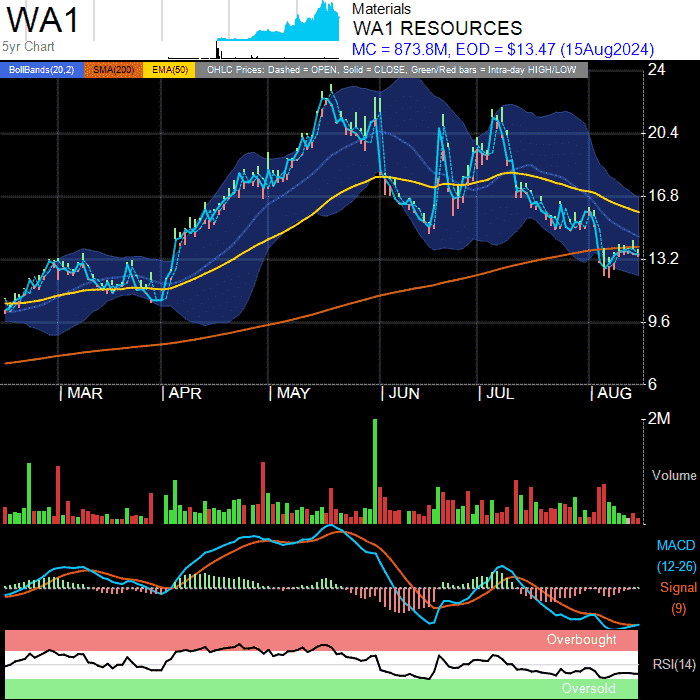 WA1
5yr Chart
Materials
WA1 RESOURCES
MC = 873.8M, EOD = $13.47 (15Aug2024)
BollBands(20,2) SMA(200) EMA(50) OHLC Prices: Dashed = OPEN, Solid = CLOSE, Green/Red bars = Intra-day HIGH/LOW
24
20.4
16.8
13.2
9.6
6
MAR APR MAY JUN JUL AUG
2M
Volume
MACD
(12-26)
Signal
(9)
Overbought
RSI(14)
Oversold